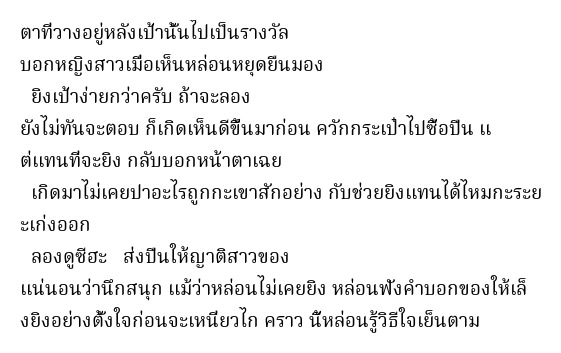 ตาที่วางอยู่หลังเป้านั้นไปเป็นรางวัล
บอกหญิงสาวเมื่อเห็นหล่อนหยุดยืนมอง
ยิงเป้าง่ายกว่าครับ ถ้าจะลอง
ยังไม่ทันจะตอบ ก็เกิดเห็นดีขึ้นมาก่อน ควักกระเป๋าไปซื้อปืน แ
ต่แทนที่จะยิง กลับบอกหน้าตาเฉย
เกิดมาไม่เคยปาอะไรถูกกะเขาสักอย่าง กับช่วยยิงแทนได้ไหมกะระย
ะเก่งออก
ลองดูซีฮะ ส่งปืนให้ญาติสาวของ
แน่นอนว่านึกสนุก แม้ว่าหล่อนไม่เคยยิง หล่อนฟังคำบอกของให้เล็
งยิงอย่างตั้งใจก่อนจะเหนี่ยวไก คราว นี้หล่อนรู้วิธีใจเย็นตาม